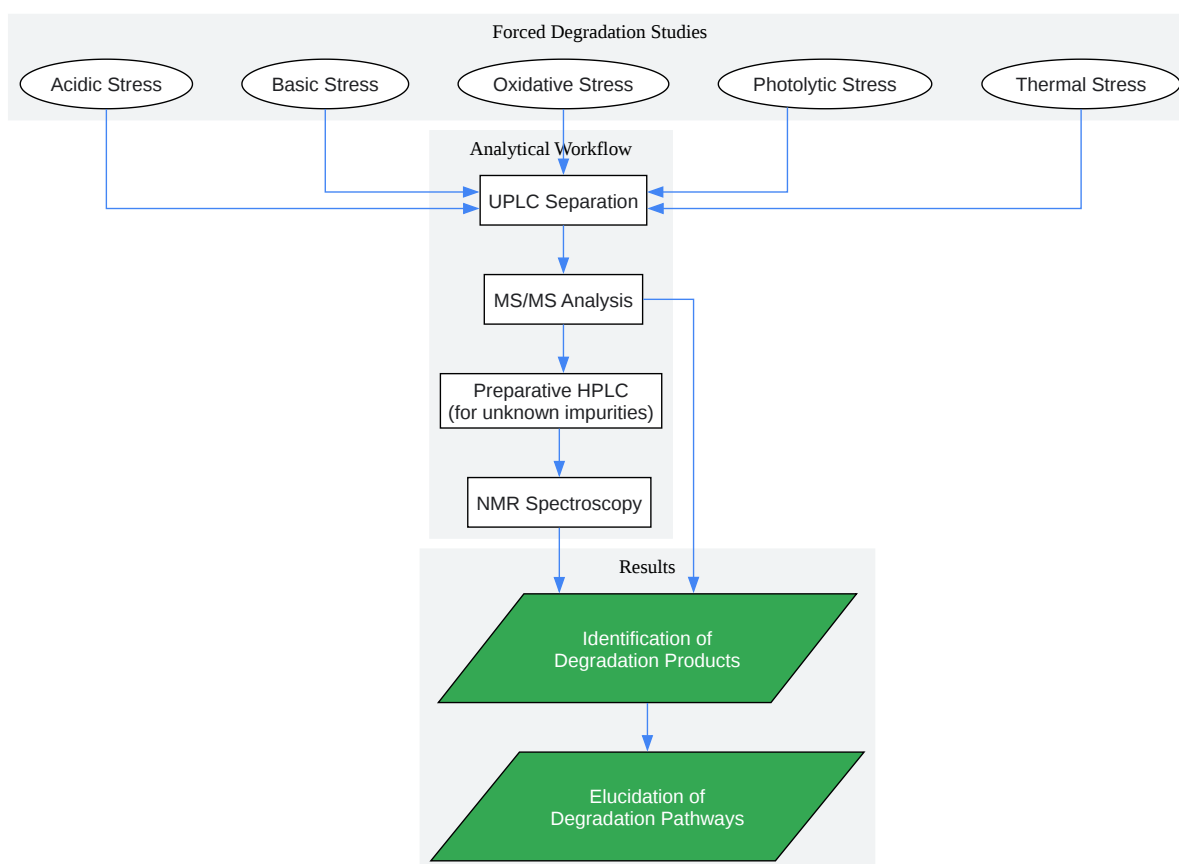 Forced Degradation Studies
Acidic Stress
Basic Stress
Oxidative Stress
Photolytic Stress
Thermal Stress
Analytical Workflow
UPLC Separation
MS/MS Analysis
Preparative HPLC
(for unknown impurities)
NMR Spectroscopy
Results
Identification of
Degradation Products
Elucidation of
Degradation Pathways